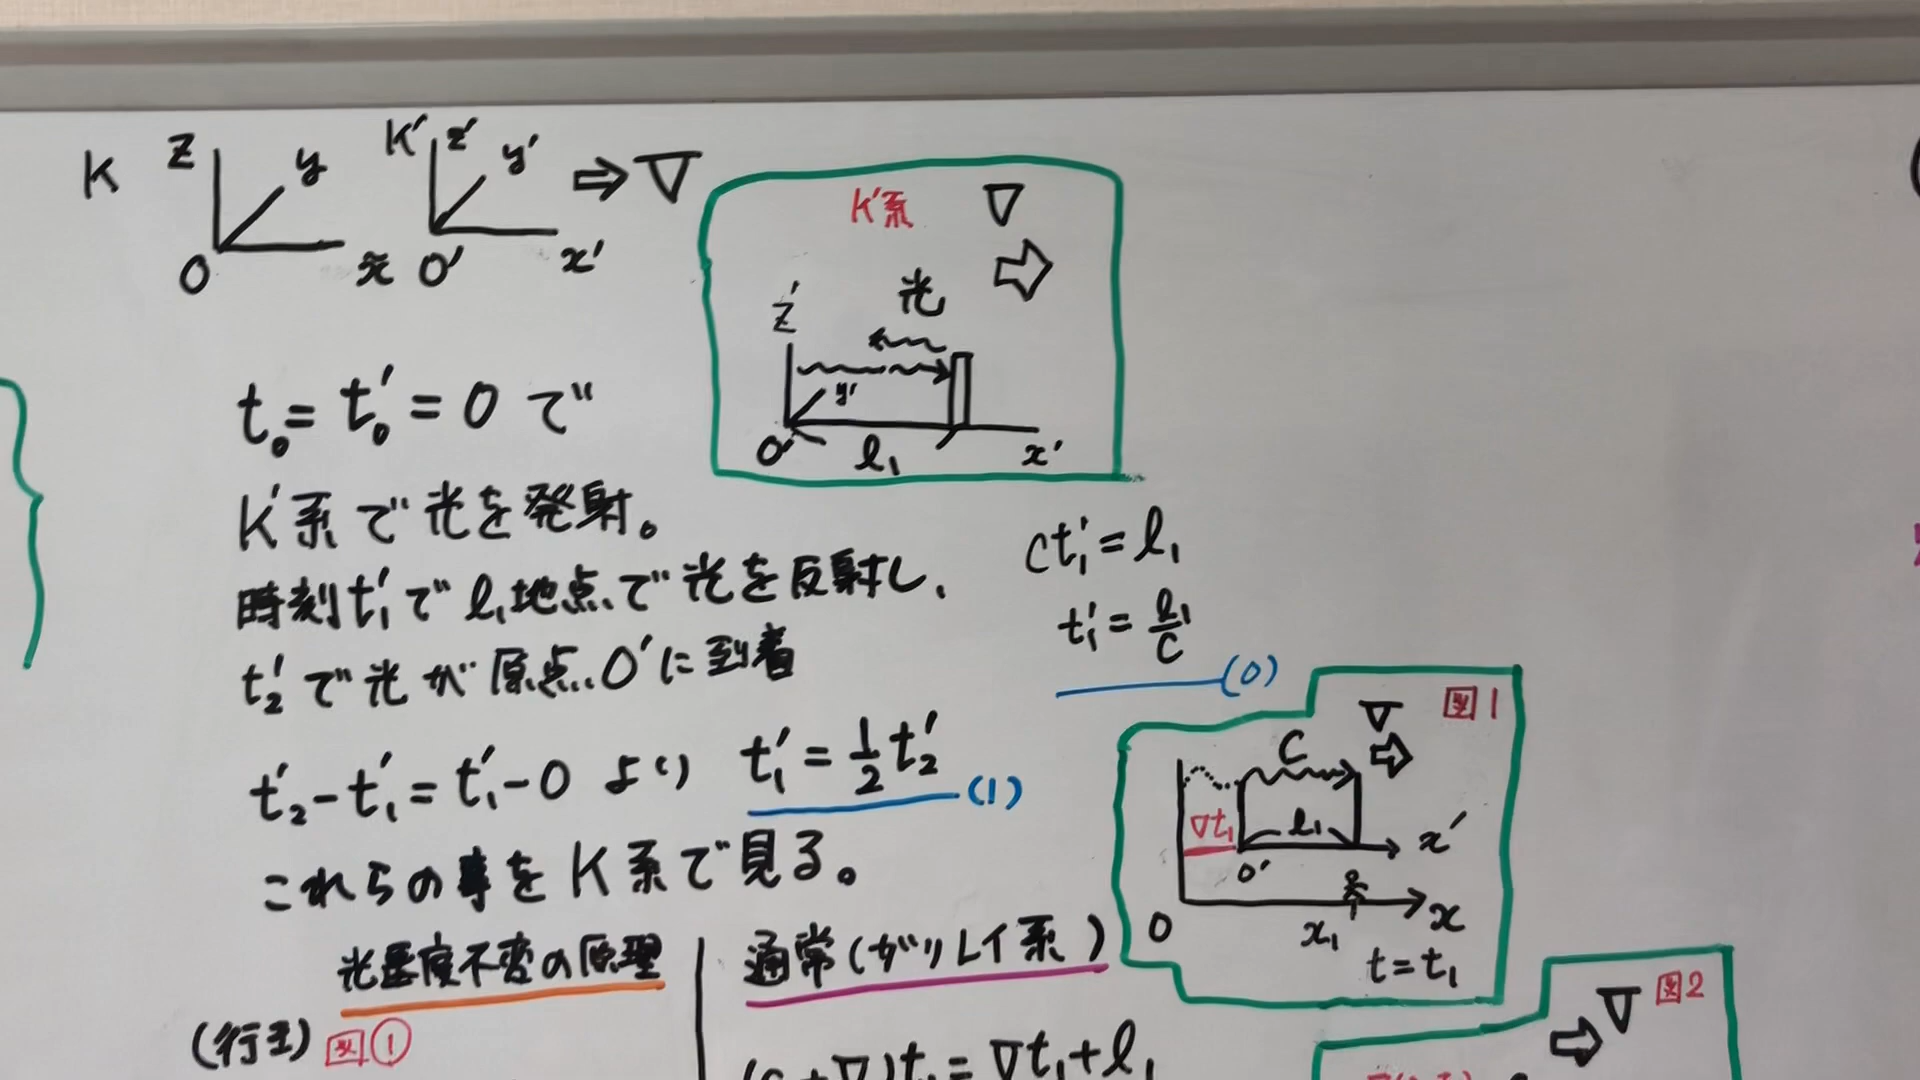 K z y x O
K' z' y' x' O' ⇨ ▽
K'系 ▽
光
z' y' O' l₁ x'
t₀ = t₀' = 0 で
K'系で光を発射。
時刻t₁'でl₁地点で光を反射し、
t₂'で光が原点O'に到着
t₂' - t₁' = t₁' - 0 より t₁' = 1/2 t₂' (1)
これらの事をK系で見る。
ct₁' = l₁
t₁' = l₁/c (0)
図1
▽ ⇨
C
▽t₁ l₁ x'
O'
O x₁ x
t = t₁
光速度不変の原理
通常(ガリレイ系)
(行き) 図①
▽t₁ + l₁
図2
⇨ ▽